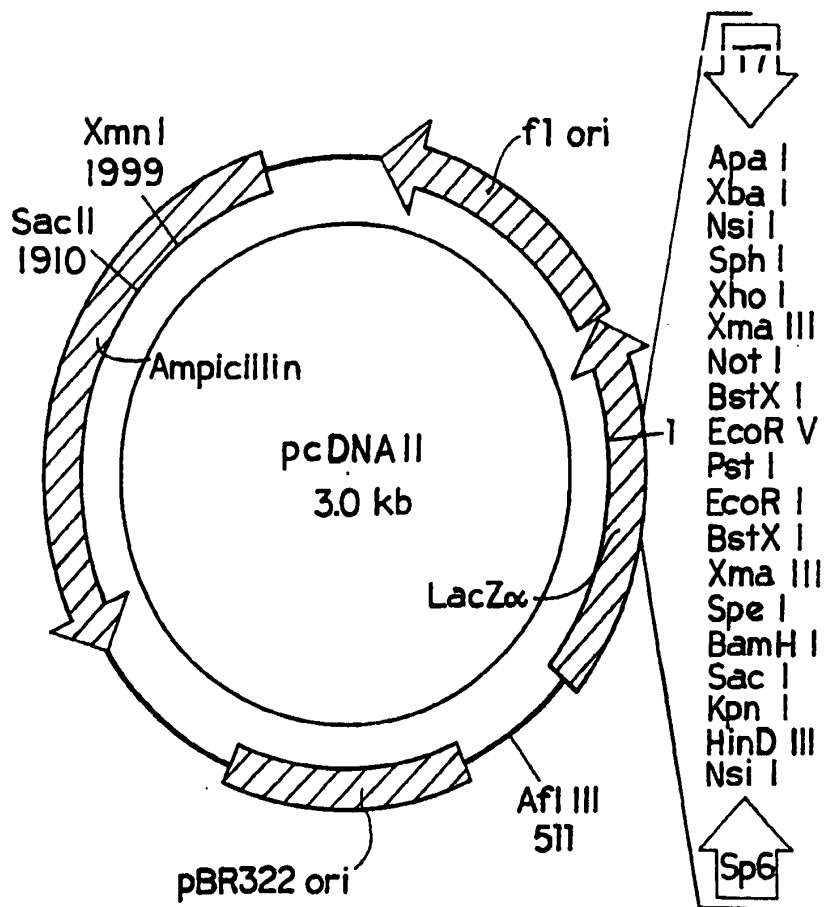 f1 ori
Xmn I
1999
Sac II
1910
Ampicillin
pcDNA II
3.0 kb
1
LacZα
Afl III
511
pBR322 ori
T7
Apa I
Xba I
Nsi I
Sph I
Xho I
Xma III
Not I
BstX I
EcoR V
Pst I
EcoR I
BstX I
Xma III
Spe I
BamH I
Sac I
Kpn I
HinD III
Nsi I
Sp6